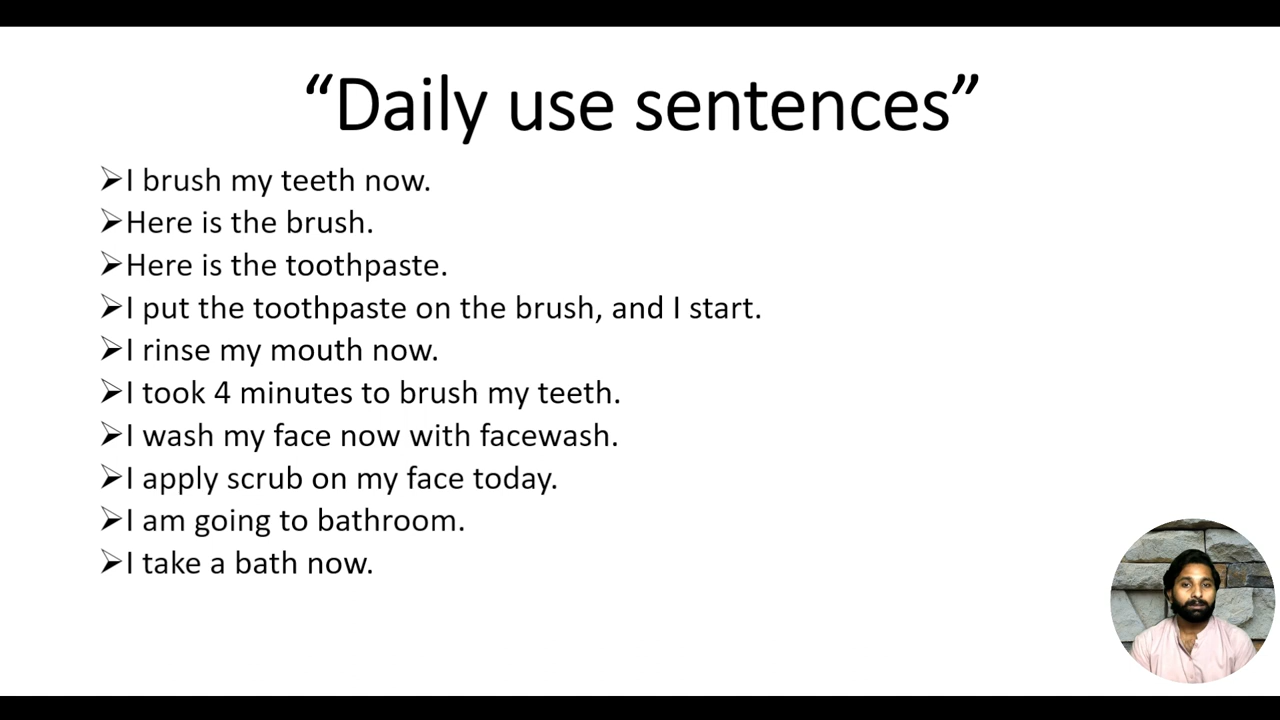 “Daily use sentences”
➢I brush my teeth now.
➢Here is the brush.
➢Here is the toothpaste.
➢I put the toothpaste on the brush, and I start.
➢I rinse my mouth now.
➢I took 4 minutes to brush my teeth.
➢I wash my face now with facewash.
➢I apply scrub on my face today.
➢I am going to bathroom.
➢I take a bath now.